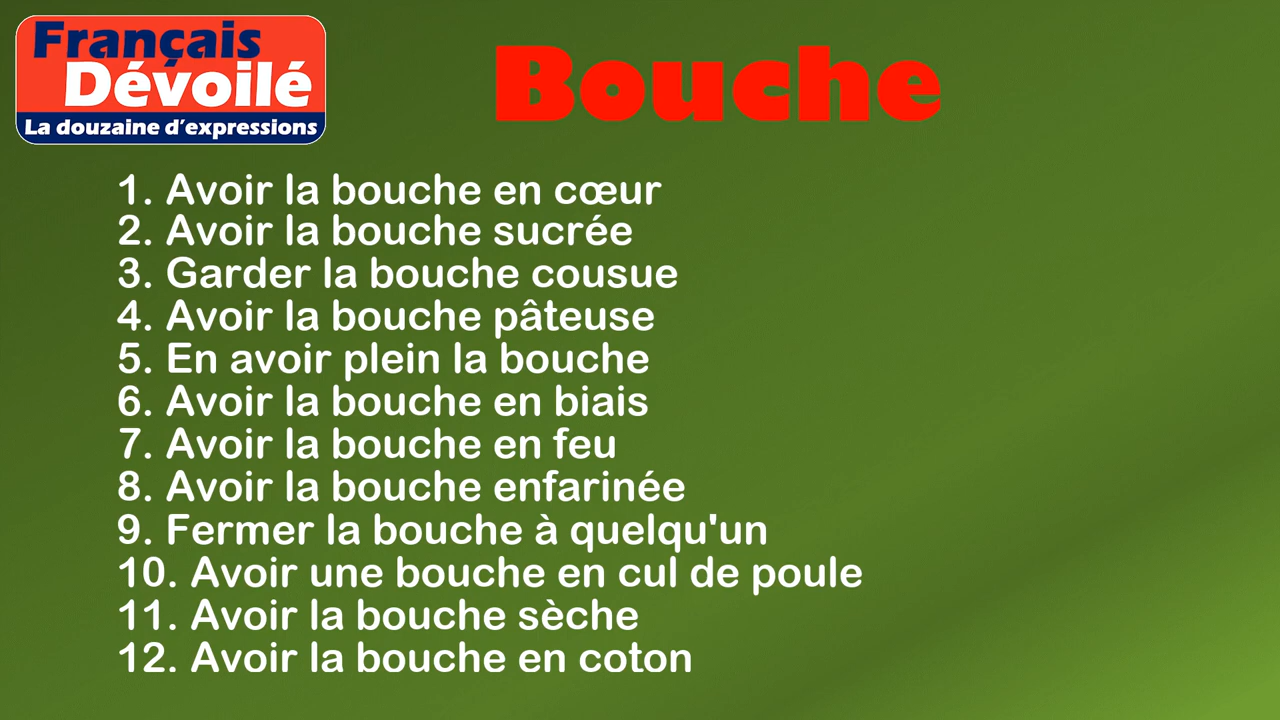 Français
Dévoilé
La douzaine d'expressions
Bouche
1. Avoir la bouche en cœur
2. Avoir la bouche sucrée
3. Garder la bouche cousue
4. Avoir la bouche pâteuse
5. En avoir plein la bouche
6. Avoir la bouche en biais
7. Avoir la bouche en feu
8. Avoir la bouche enfarinée
9. Fermer la bouche à quelqu'un
10. Avoir une bouche en cul de poule
11. Avoir la bouche sèche
12. Avoir la bouche en coton